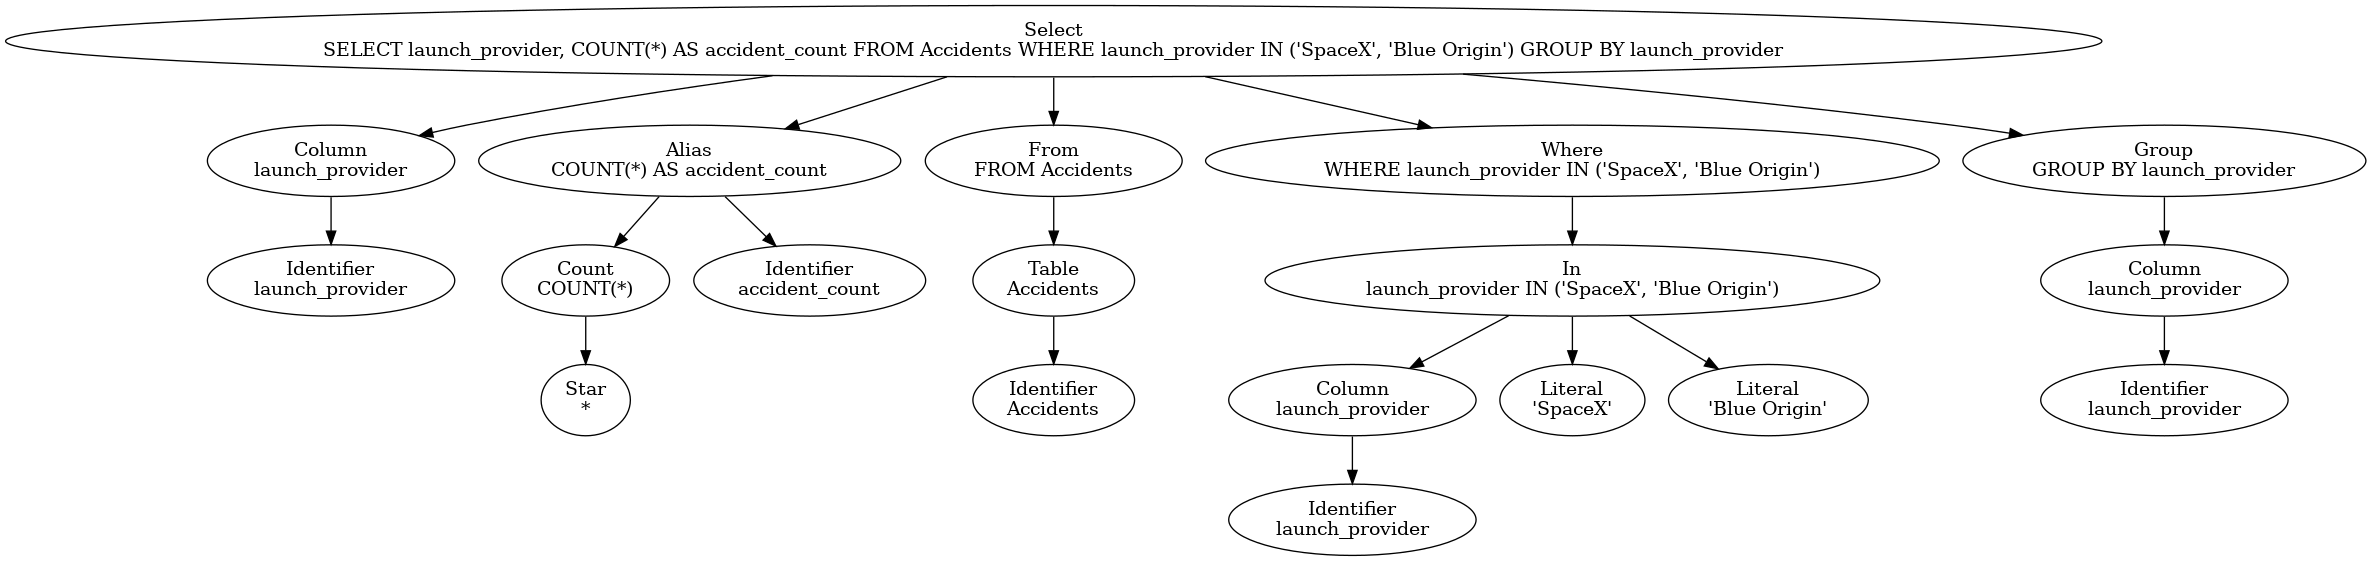 Select
SELECT launch_provider, COUNT(*) AS accident_count FROM Accidents WHERE launch_provider IN ('SpaceX', 'Blue Origin') GROUP BY launch_provider
Column
launch_provider
Alias
COUNT(*) AS accident_count
From
FROM Accidents
Where
WHERE launch_provider IN ('SpaceX', 'Blue Origin')
Group
GROUP BY launch_provider
Identifier
launch_provider
Count
COUNT(*)
Identifier
accident_count
Table
Accidents
In
launch_provider IN ('SpaceX', 'Blue Origin')
Column
launch_provider
Star
*
Identifier
Accidents
Column
launch_provider
Literal
'SpaceX'
Literal
'Blue Origin'
Identifier
launch_provider
Identifier
launch_provider